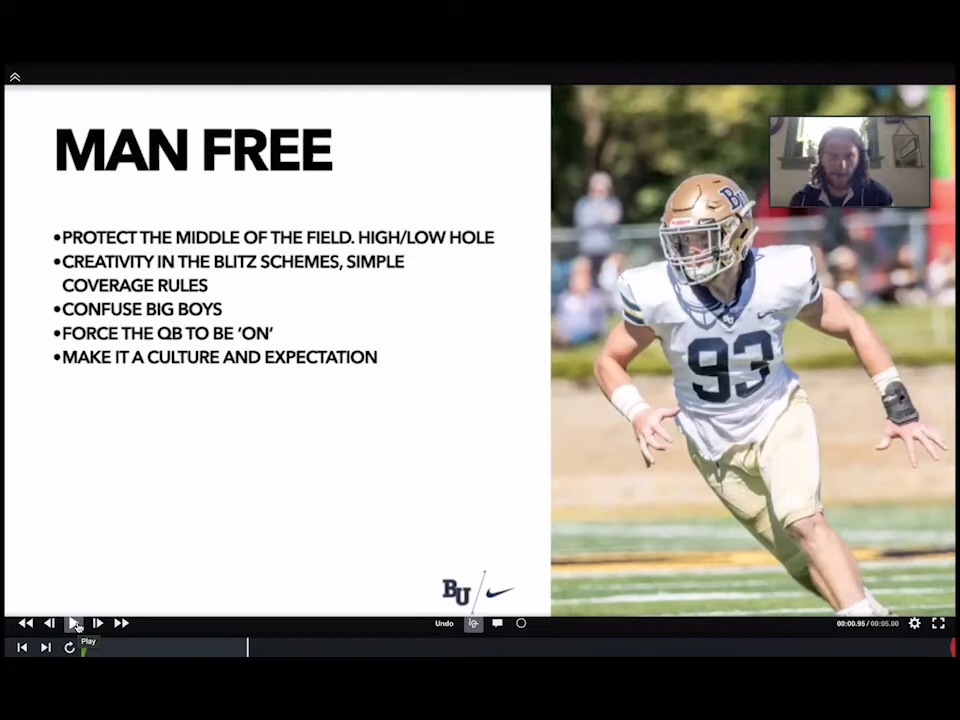 MAN FREE
•PROTECT THE MIDDLE OF THE FIELD. HIGH/LOW HOLE
•CREATIVITY IN THE BLITZ SCHEMES, SIMPLE
COVERAGE RULES
•CONFUSE BIG BOYS
•FORCE THE QB TO BE ‘ON’
•MAKE IT A CULTURE AND EXPECTATION
BU
93
BU
BU
Undo
00:00.95 / 00:05.00
Play